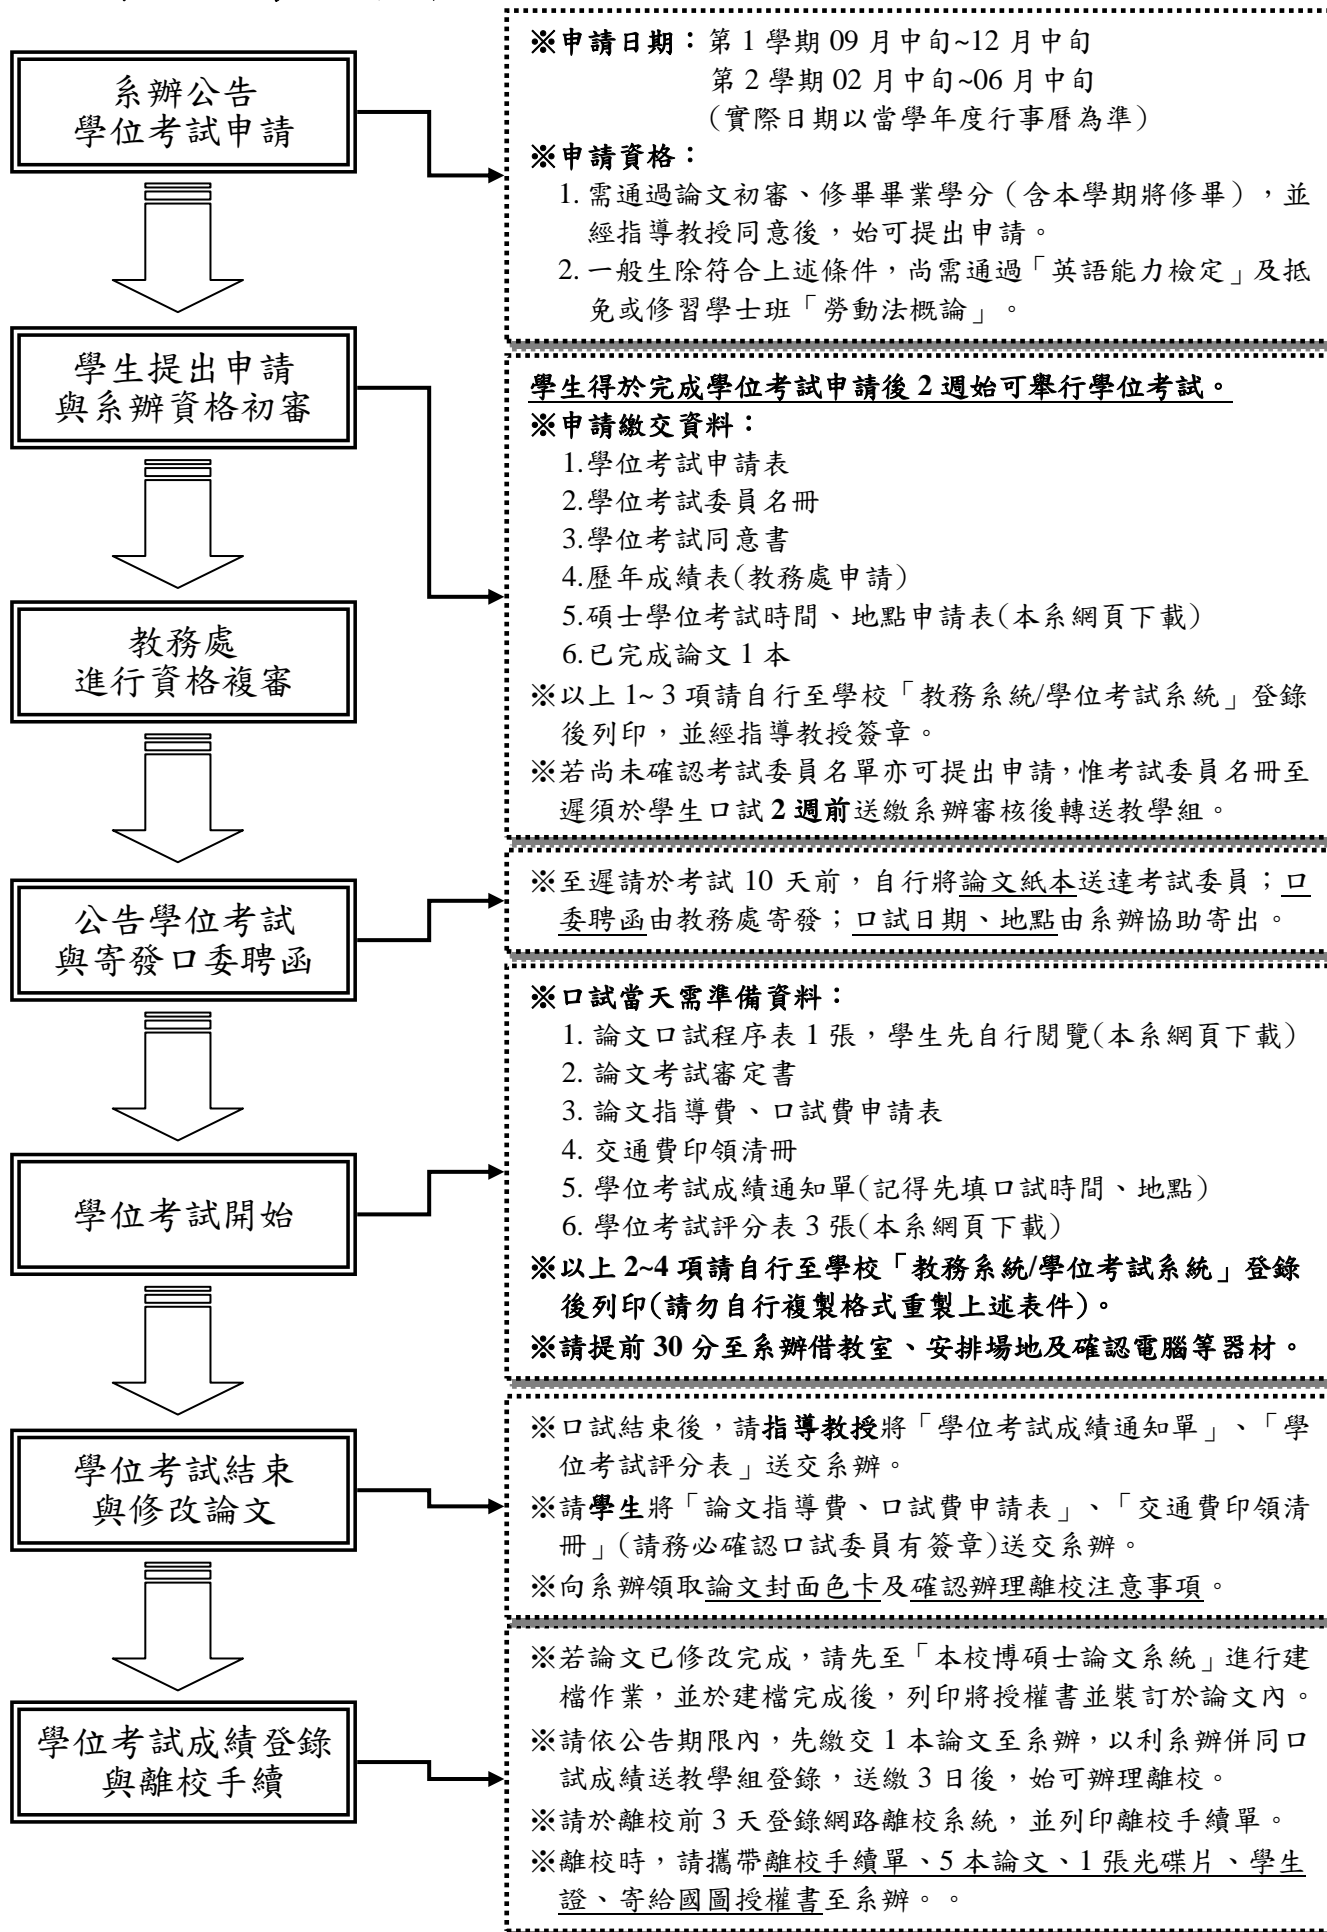 系辦公告
學位考試申請
※申請日期：第 1 學期 09 月中旬~12 月中旬
第 2 學期 02 月中旬~06 月中旬
(實際日期以當學年度行事曆為準)
※申請資格：
1. 需通過論文初審、修畢畢業學分（含本學期將修畢），並
經指導教授同意後，始可提出申請。
2. 一般生除符合上述條件，尚需通過「英語能力檢定」及抵
免或修習學士班「勞動法概論」。
學生提出申請
與系辦資格初審
學生得於完成學位考試申請後 2 週始可舉行學位考試。
※申請繳交資料：
1.學位考試申請表
2.學位考試委員名冊
3.學位考試同意書
4.歷年成績表(教務處申請)
5.碩士學位考試時間、地點申請表(本系網頁下載)
6.已完成論文 1 本
※以上 1~ 3 項請自行至學校「教務系統/學位考試系統」登錄
後列印，並經指導教授簽章。
※若尚未確認考試委員名單亦可提出申請，惟考試委員名冊至
遲須於學生口試 2 週前送繳系辦審核後轉送教學組。
教務處
進行資格複審
公告學位考試
與寄發口委聘函
※至遲請於考試 10 天前，自行將論文紙本送達考試委員；口
委聘函由教務處寄發；口試日期、地點由系辦協助寄出。
學位考試開始
※口試當天需準備資料：
1. 論文口試程序表 1 張，學生先自行閱覽(本系網頁下載)
2. 論文考試審定書
3. 論文指導費、口試費申請表
4. 交通費印領清冊
5. 學位考試成績通知單(記得先填口試時間、地點)
6. 學位考試評分表 3 張(本系網頁下載)
※以上 2~4 項請自行至學校「教務系統/學位考試系統」登錄
後列印(請勿自行複製格式重製上述表件)。
※請提前 30 分至系辦借教室、安排場地及確認電腦等器材。
學位考試結束
與修改論文
※口試結束後，請指導教授將「學位考試成績通知單」、「學
位考試評分表」送交系辦。
※請學生將「論文指導費、口試費申請表」、「交通費印領清
冊」(請務必確認口試委員有簽章)送交系辦。
※向系辦領取論文封面色卡及確認辦理離校注意事項。
學位考試成績登錄
與離校手續
※若論文已修改完成，請先至「本校博碩士論文系統」進行建
檔作業，並於建檔完成後，列印將授權書並裝訂於論文內。
※請依公告期限內，先繳交 1 本論文至系辦，以利系辦併同口
試成績送教學組登錄，送繳 3 日後，始可辦理離校。
※請於離校前 3 天登錄網路離校系統，並列印離校手續單。
※離校時，請攜帶離校手續單、5 本論文、1 張光碟片、學生
證、寄給國圖授權書至系辦。。